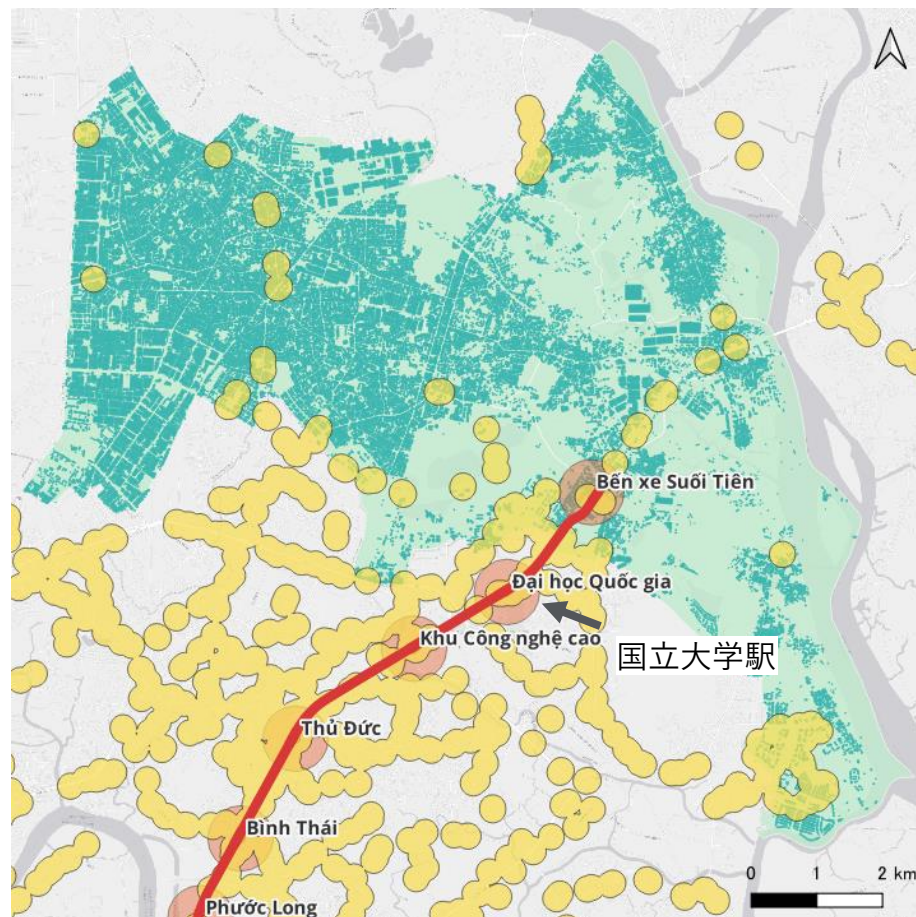 Bến xe Suối Tiên
Đại học Quốc gia
Khu Công nghệ cao
国立大学駅
Thủ Đức
Bình Thái
Phước Long
0 1 2 km